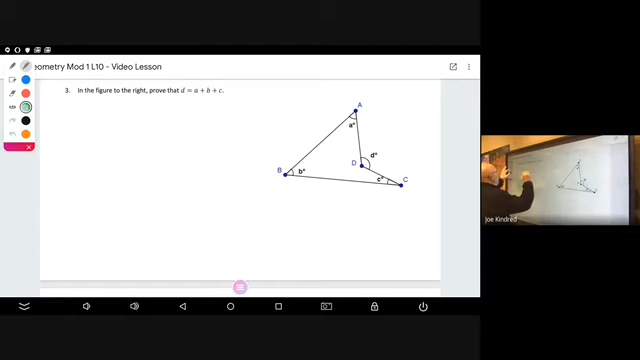 Geometry Mod 1 L10 - Video Lesson
3. In the figure to the right, prove that d = a + b + c.
A
a°
D
d°
B
b°
c°
C
Joe Kindred